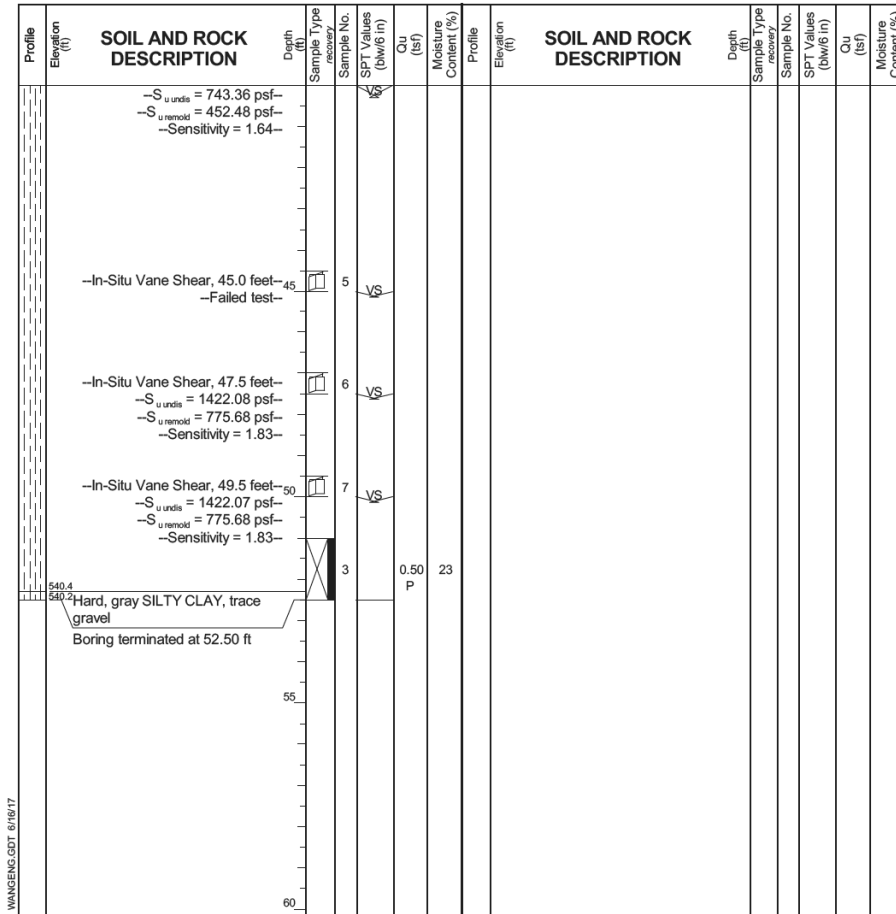 Profile
Elevation
(ft)
SOIL AND ROCK
DESCRIPTION
Depth
(ft)
Sample Type
recovery
Sample No.
SPT Values
(blw/6 in)
Qu
(tsf)
Moisture
Content (%)
Profile
Elevation
(ft)
SOIL AND ROCK
DESCRIPTION
Depth
(ft)
Sample Type
recovery
Sample No.
SPT Values
(blw/6 in)
Qu
(tsf)
Moisture
Content (%)
--S u undis = 743.36 psf-- VS
--S u remold = 452.48 psf--
--Sensitivity = 1.64--
--In-Situ Vane Shear, 45.0 feet-- 45 5 VS
--Failed test--
--In-Situ Vane Shear, 47.5 feet-- 6 VS
--S u undis = 1422.08 psf--
--S u remold = 775.68 psf--
--Sensitivity = 1.83--
--In-Situ Vane Shear, 49.5 feet-- 50 7 VS
--S u undis = 1422.07 psf--
--S u remold = 775.68 psf--
--Sensitivity = 1.83--
3 0.50 23
P
540.4
540.2 Hard, gray SILTY CLAY, trace
gravel
Boring terminated at 52.50 ft
55
60
WANGENG.GDT 6/16/17